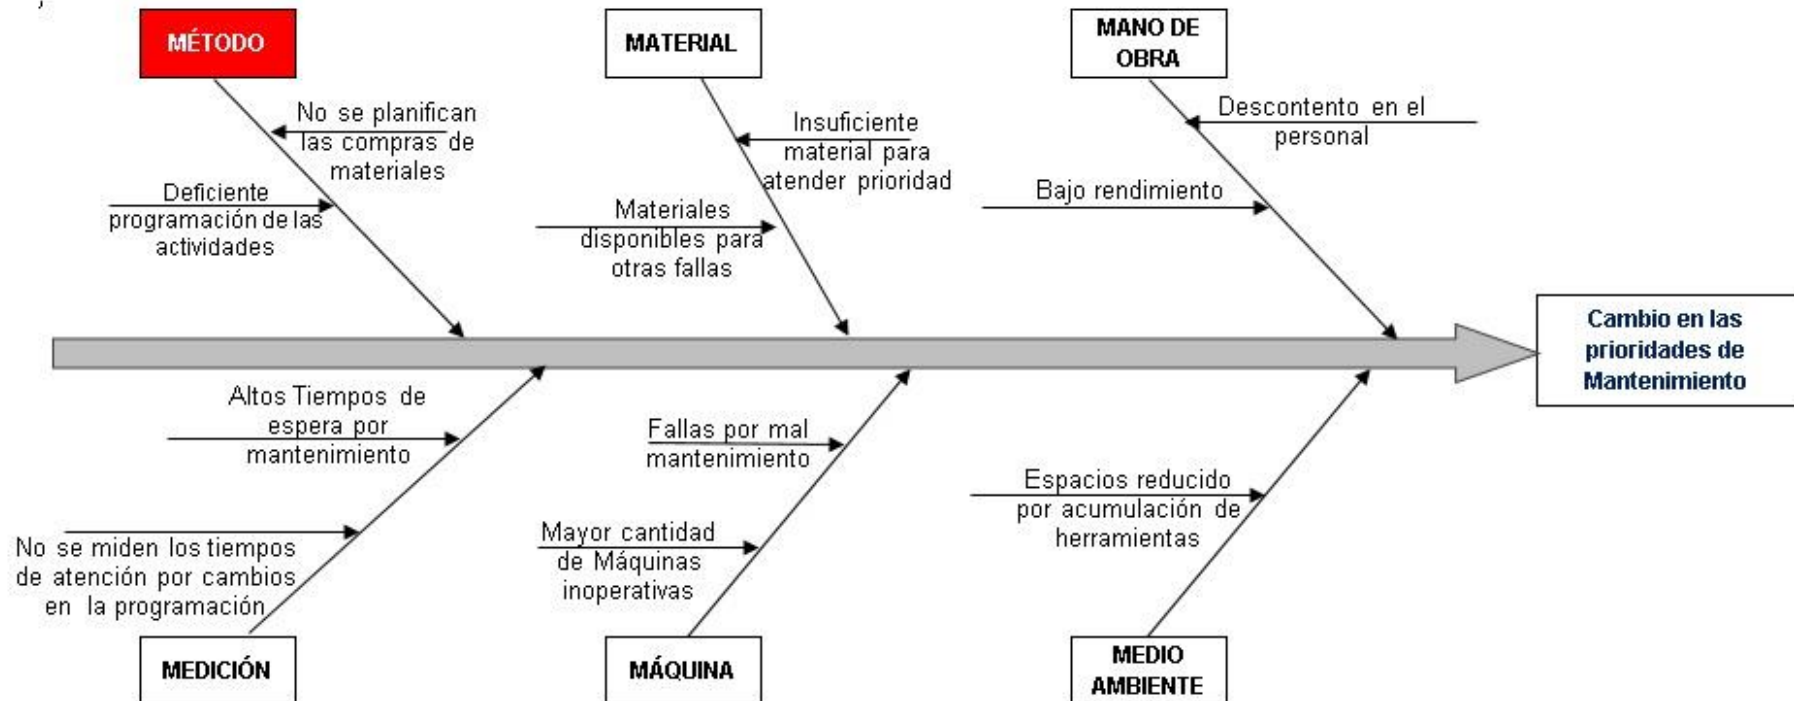 MÉTODO
MATERIAL
MANO DE
OBRA
No se planifican
las compras de
materiales
Deficiente
programación de las
actividades
Insuficiente
material para
atender prioridad
Materiales
disponibles para
otras fallas
Descontento en el
personal
Bajo rendimiento
Cambio en las
prioridades de
Mantenimiento
Altos Tiempos de
espera por
mantenimiento
No se miden los tiempos
de atención por cambios
en la programación
Fallas por mal
mantenimiento
Mayor cantidad
de Máquinas
inoperativas
Espacios reducido
por acumulación de
herramientas
MEDICIÓN
MÁQUINA
MEDIO
AMBIENTE